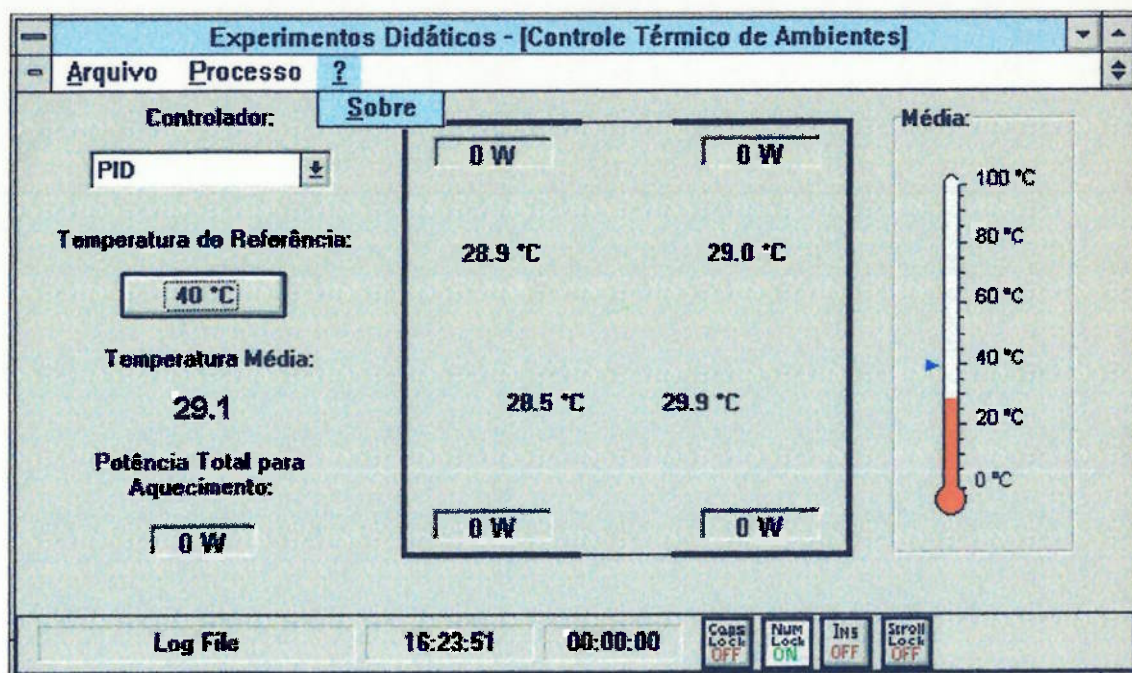 Experimentos Didáticos - [Controle Térmico de Ambientes]
Arquivo Processo ?
Sobre
Controlador:
PID
Temperatura de Referência:
40 °C
Temperatura Média:
29.1
Potência Total para
Aquecimento:
0 W
0 W 0 W
28.9 °C 29.0 °C
28.5 °C 29.9 °C
0 W 0 W
Média:
100 °C
80 °C
60 °C
40 °C
20 °C
0 °C
Log File 16:23:51 00:00:00
Caps Lock OFF
Num Lock ON
Ins OFF
Scroll Lock OFF